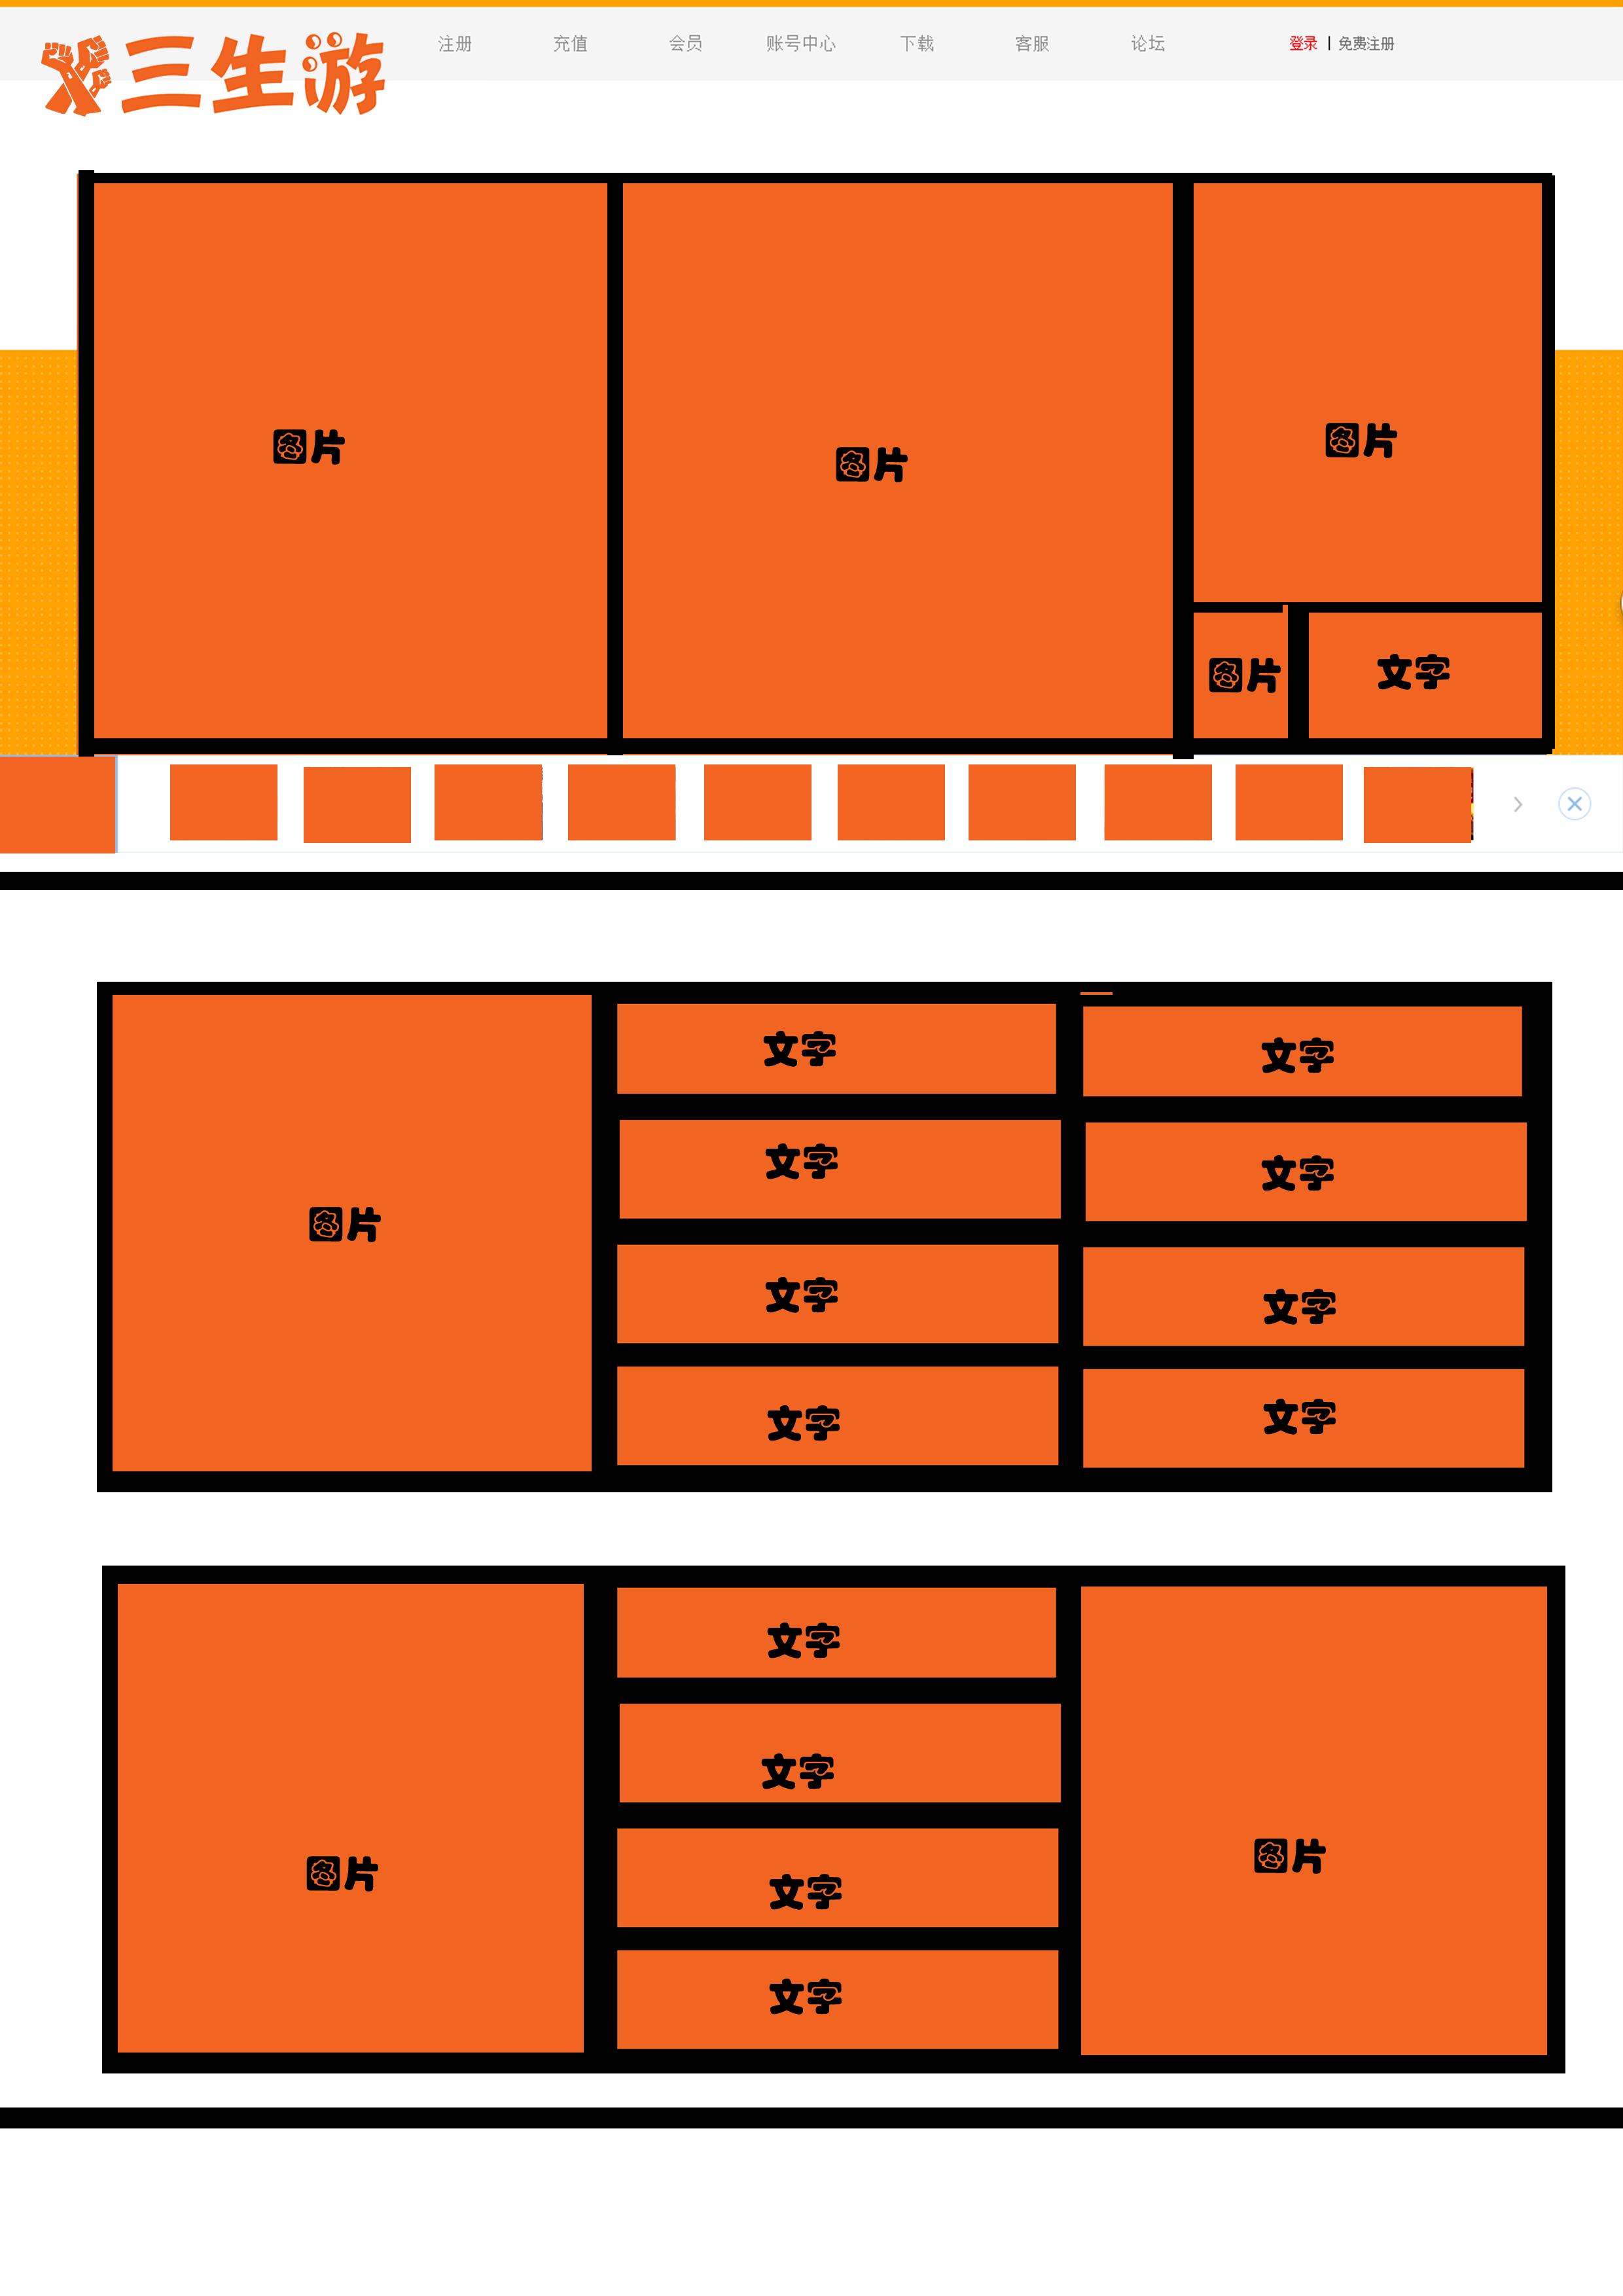 三生游 注册 充值 会员 账号中心 下载 客服 论坛 登录 | 免费注册
图片
图片
图片
图片
文字
图片
文字
文字
文字
文字
文字
文字
文字
文字
图片
文字
文字
文字
文字
图片